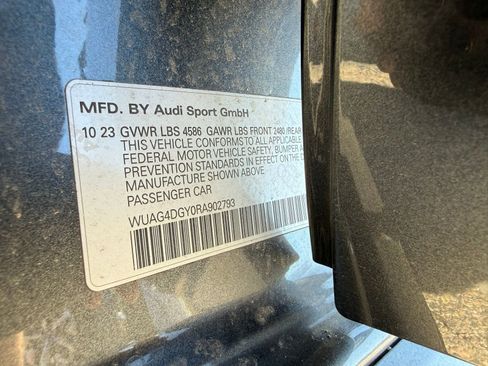 MFD. BY Audi Sport GmbH
10 23 GVWR LBS 4586 GAWR LBS FRONT 2480 /REAR
THIS VEHICLE CONFORMS TO ALL APPLICABLE
FEDERAL MOTOR VEHICLE SAFETY, BUMPER A
PREVENTION STANDARDS IN EFFECT ON THE D
MANUFACTURE SHOWN ABOVE
PASSENGER CAR
WUAG4DGY0RA902793